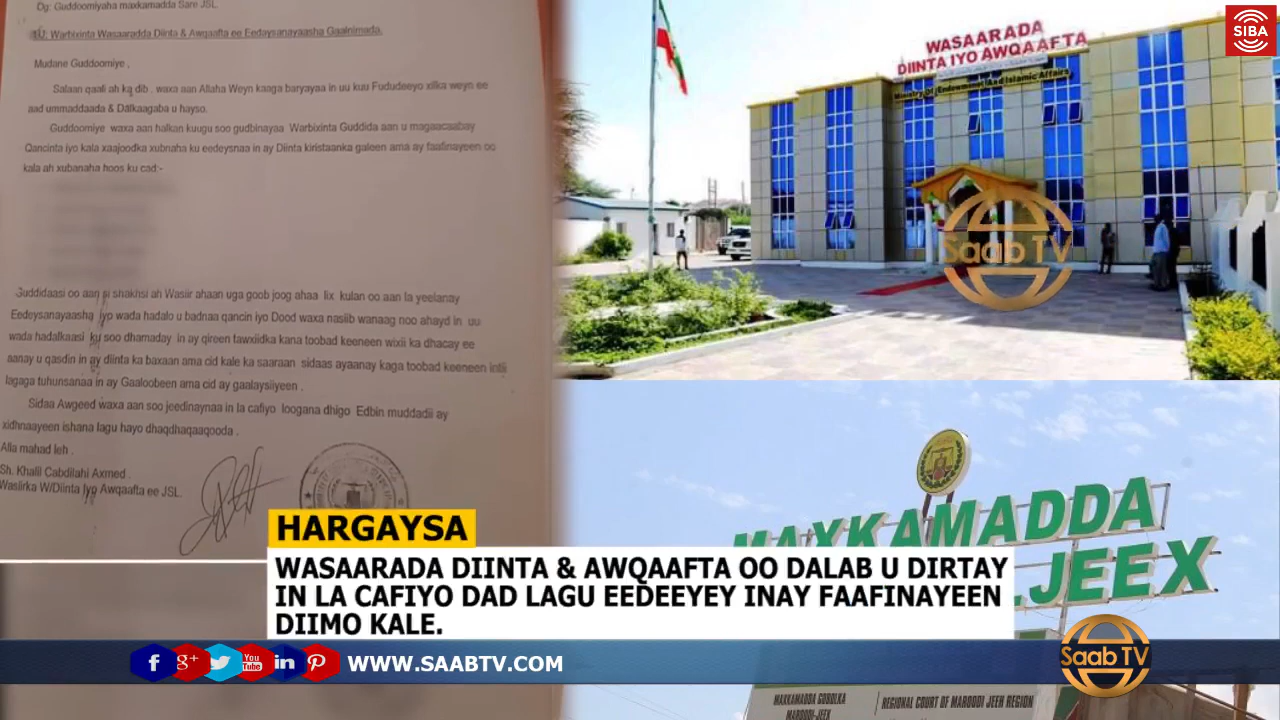 Dg: Guddoomiyaha maxkamadda Sare JSL.
U: Warbixinta Wasaaradda Diinta & Awqaafta ee Eedaysanayaasha Gaalnimada.
Mudane Guddoomiye ,
Salaan qaali ah ka dib . waxa aan Allaha Weyn kaaga baryayaa in uu kuu Fududeeyo xilka weyn ee
aad ummaddaada & Dalkaagaba u hayso.
Guddoomiye waxa aan halkan kuugu soo gudbinayaa Warbixinta Guddida aan u magaacaabay
Qancinta iyo kala xaajoodka xubnaha ku eedeysnaa in ay Diinta kiristaanka galeen ama ay faafinayeen oo
kala ah xubanaha hoos ku cad:-
Guddidaasi oo aan si shakhsi ah Wasiir ahaan uga goob joog ahaa lix kulan oo aan la yeelanay
Eedeysanayaasha iyo wada hadalo u badnaa qancin iyo Dood waxa nasiib wanaag noo ahayd in uu
wada hadalkaasi ku soo dhamaday in ay qireen tawxiidka kana toobad keeneen wixii ka dhacay ee
aanay u qasdin in ay diinta ka baxaan ama cid kale ka saaraan sidaas ayaanay kaga toobad keeneen intii
lagaga tuhunsanaa in ay Gaaloobeen ama cid ay gaalaysiiyeen .
Sidaa Awgeed waxa aan soo jeedinaynaa in la cafiyo loogana dhigo Edbin muddadii ay
xidhnaayeen ishana lagu hayo dhaqdhaqaaqooda .
Alla mahad leh .
Sh. Khalil Cabdilahi Axmed .
Wasiirka W/Diinta Iyo Awqaafta ee JSL.
WASAARADA
DIINTA IYO AWQAAFTA
Ministry Of Endowment And Islamic Affairs
SIBA
Saab TV
MAXKAMADDA
JEEX
HARGAYSA
WASAARADA DIINTA & AWQAAFTA OO DALAB U DIRTAY
IN LA CAFIYO DAD LAGU EEDEEYEY INAY FAAFINAYEEN
DIIMO KALE.
f g+ You Tube in
WWW.SAABTV.COM
Saab TV
MAXKAMADDA GOBOLKA
MAROODI-JEEX
REGIONAL COURT OF MAROODI JEEH REGION